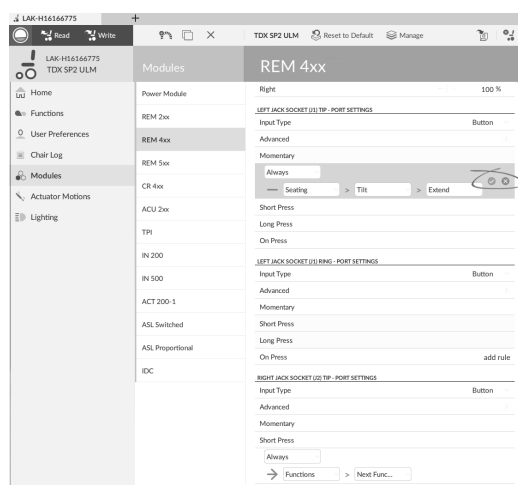 LAK-H16166775 +
Read Write TDX SP2 ULM Reset to Default Manage
LAK-H16166775
TDX SP2 ULM
Home
Functions
User Preferences
Chair Log
Modules
Actuator Motions
Lighting
Modules
Power Module
REM 2xx
REM 4xx
REM 5xx
CR 4xx
ACU 2xx
TPI
IN 200
IN 500
ACT 200-1
ASL Switched
ASL Proportional
IDC
REM 4xx
Right 100 %
LEFT JACK SOCKET (J1) TIP - PORT SETTINGS
Input Type Button
Advanced
Momentary
Always
Seating > Tilt > Extend
Short Press
Long Press
On Press
LEFT JACK SOCKET (J1) RING - PORT SETTINGS
Input Type Button
Advanced
Momentary
Short Press
Long Press
On Press add rule
RIGHT JACK SOCKET (J2) TIP - PORT SETTINGS
Input Type Button
Advanced
Momentary
Short Press
Always
Functions > Next Func...